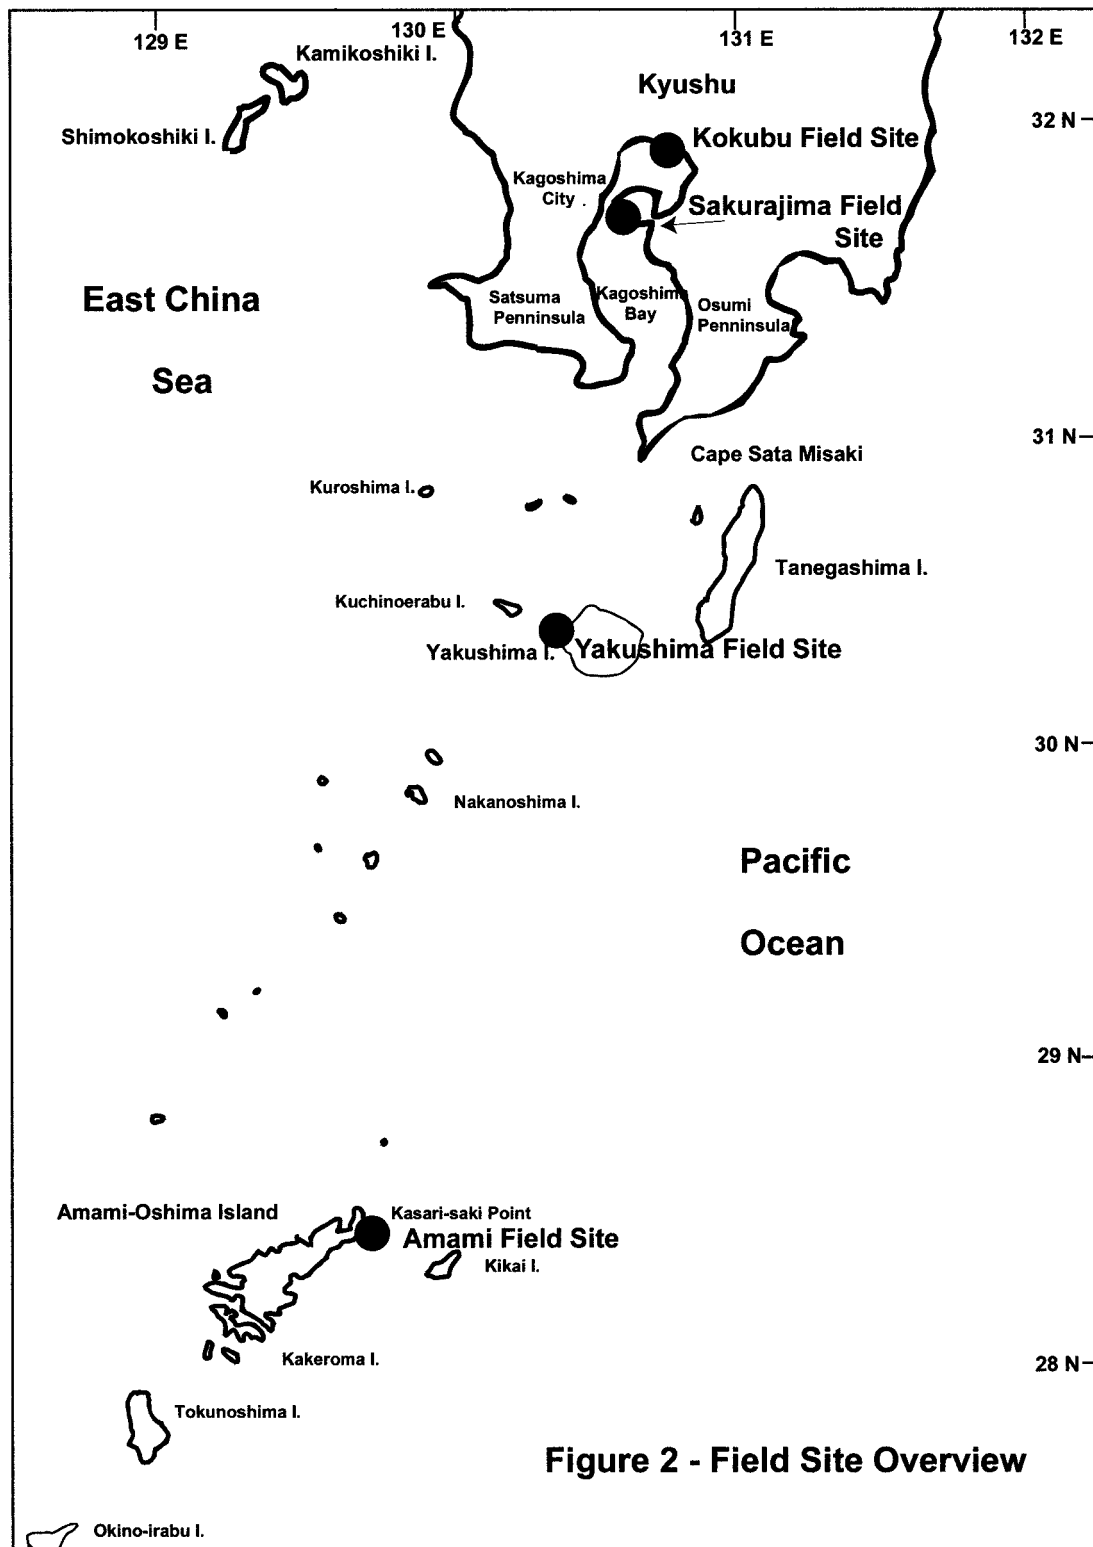 129 E
130 E
131 E
132 E
Kamikoshiki I.
Kyushu
32 N
Shimokoshiki I.
Kokubu Field Site
Kagoshima
City .
Sakurajima Field
Site
East China
Sea
Satsuma
Penninsula
Kagoshima
Bay
Osumi
Penninsula
31 N
Cape Sata Misaki
Kuroshima I.
Tanegashima I.
Kuchinoerabu I.
Yakushima I.
Yakushima Field Site
30 N
Nakanoshima I.
Pacific
Ocean
29 N
Amami-Oshima Island
Kasari-saki Point
Amami Field Site
Kikai I.
Kakeroma I.
28 N
Tokunoshima I.
Figure 2 - Field Site Overview
Okino-irabu I.